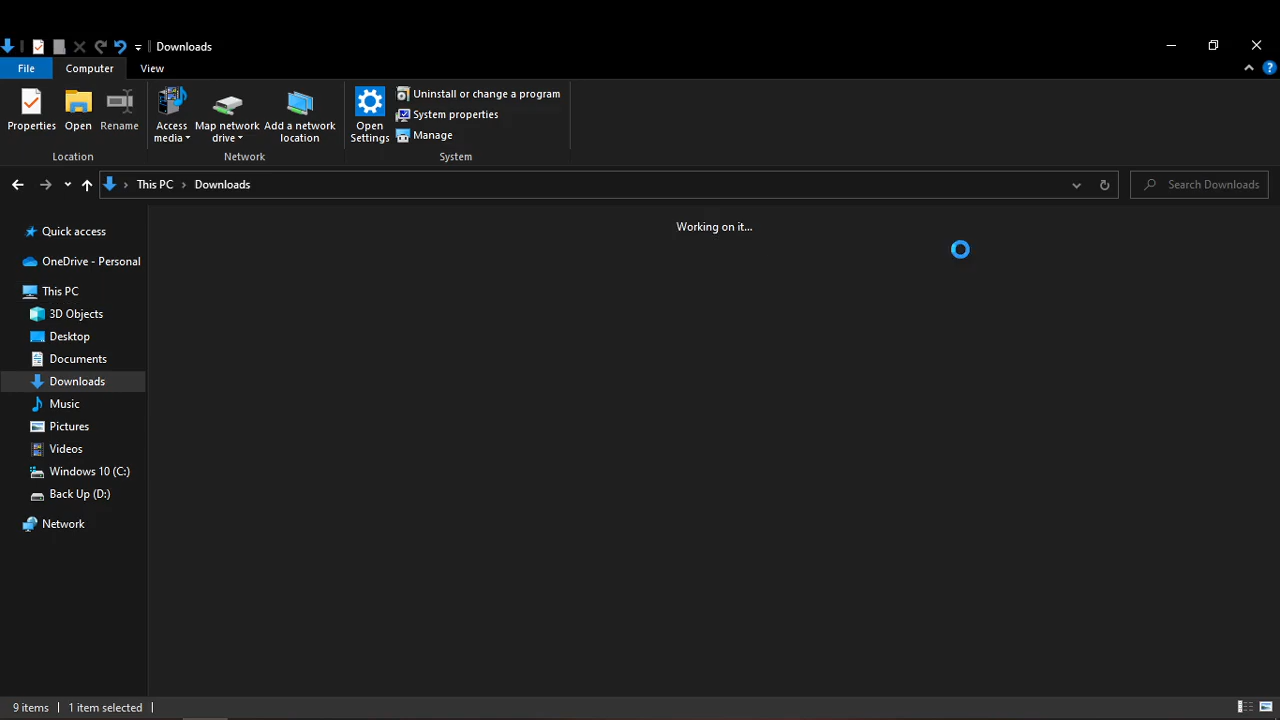 Downloads
File
Computer
View
Properties
Open
Rename
Access media
Map network drive
Add a network location
Open Settings
Uninstall or change a program
System properties
Manage
Location
Network
System
This PC
Downloads
Search Downloads
Quick access
OneDrive - Personal
This PC
3D Objects
Desktop
Documents
Downloads
Music
Pictures
Videos
Windows 10 (C:)
Back Up (D:)
Network
Working on it...
9 items
1 item selected